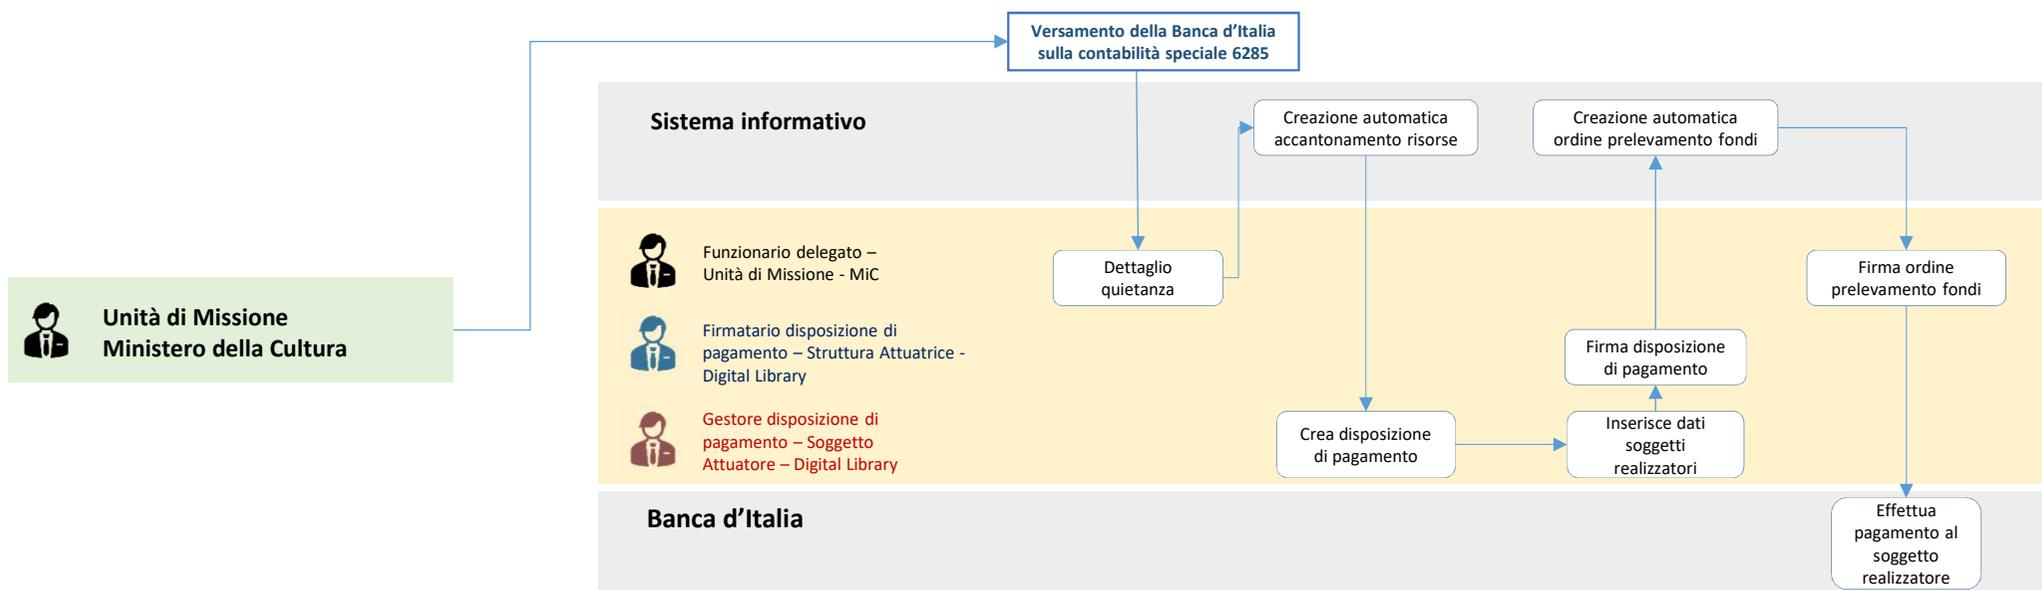 Versamento della Banca d’Italia
sulla contabilità speciale 6285
Sistema informativo
Creazione automatica
accantonamento risorse
Creazione automatica
ordine prelevamento fondi
Unità di Missione
Ministero della Cultura
Funzionario delegato –
Unità di Missione - MiC
Dettaglio
quietanza
Firma ordine
prelevamento fondi
Firmatario disposizione di
pagamento – Struttura Attuatrice -
Digital Library
Firma disposizione
di pagamento
Gestore disposizione di
pagamento – Soggetto
Attuatore – Digital Library
Crea disposizione
di pagamento
Inserisce dati
soggetti
realizzatori
Banca d’Italia
Effettua
pagamento al
soggetto
realizzatore